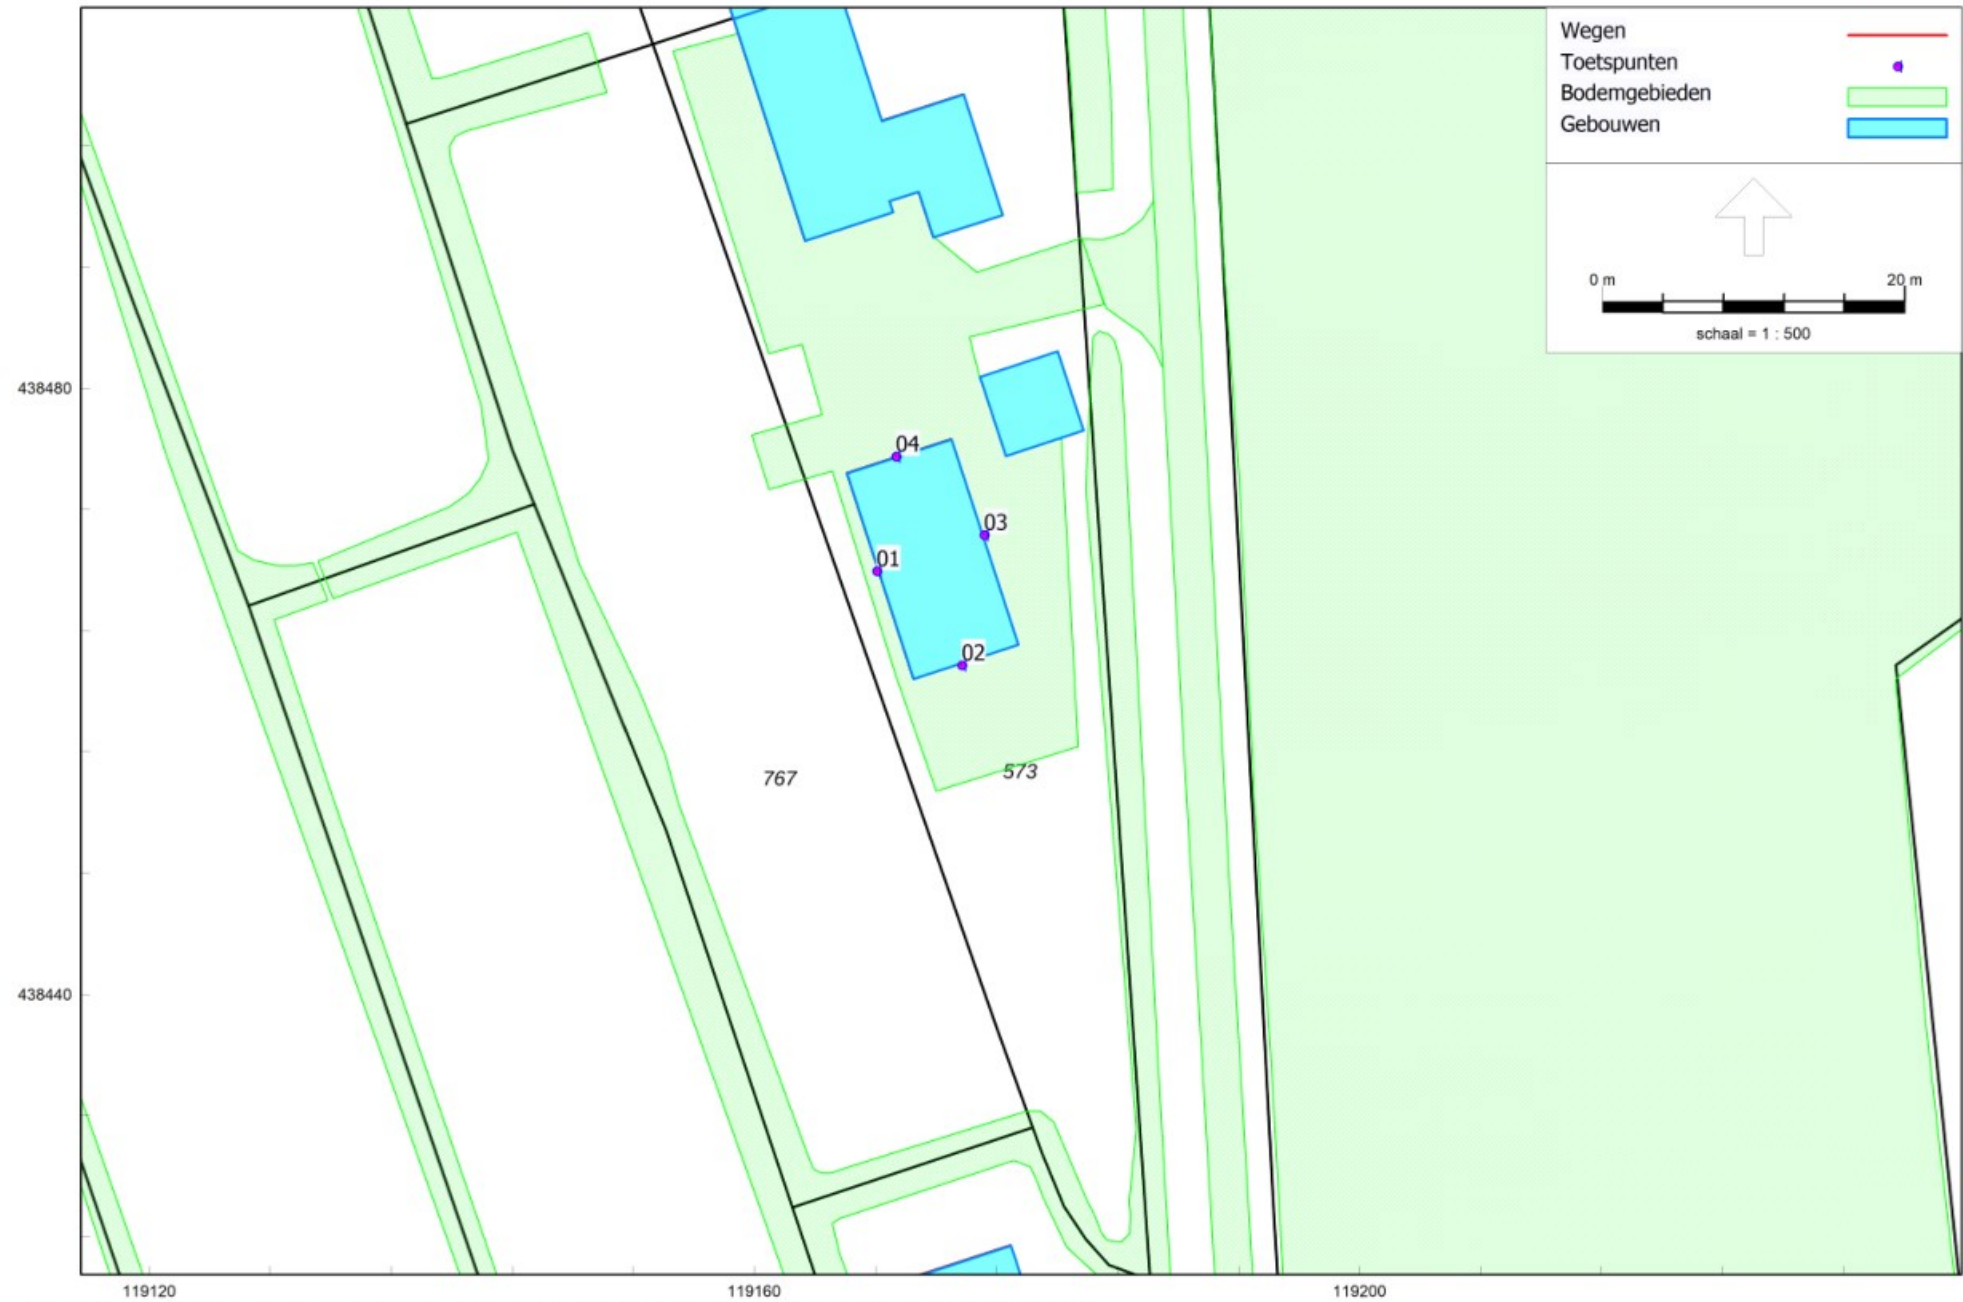 Wegen
Toetspunten
Bodemgebieden
Gebouwen
0 m 20 m
schaal = 1 : 500
438480
04
03
01
02
767
573
438440
119120
119160
119200